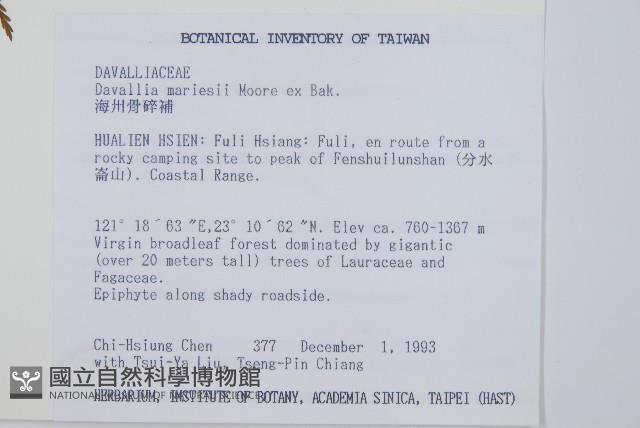 BOTANICAL INVENTORY OF TAIWAN
DAVALLIACEAE
Davallia mariesii Moore ex Bak.
海州骨碎補
HUALIEN HSIEN: Fuli Hsiang: Fuli, en route from a
rocky camping site to peak of Fenshuilunshan (分水
崙山). Coastal Range.
121° 18´63 ″E,23° 10´62 ″N. Elev ca. 760-1367 m
Virgin broadleaf forest dominated by gigantic
(over 20 meters tall) trees of Lauraceae and
Fagaceae.
Epiphyte along shady roadside.
Chi-Hsiung Chen 377 December 1, 1993
with Tsui-Ya Liu, Tseng-Pin Chiang
國立自然科學博物館
NATIONAL MUSEUM OF NATURAL SCIENCE
HERBARIUM, INSTITUTE OF BOTANY, ACADEMIA SINICA, TAIPEI (HAST)